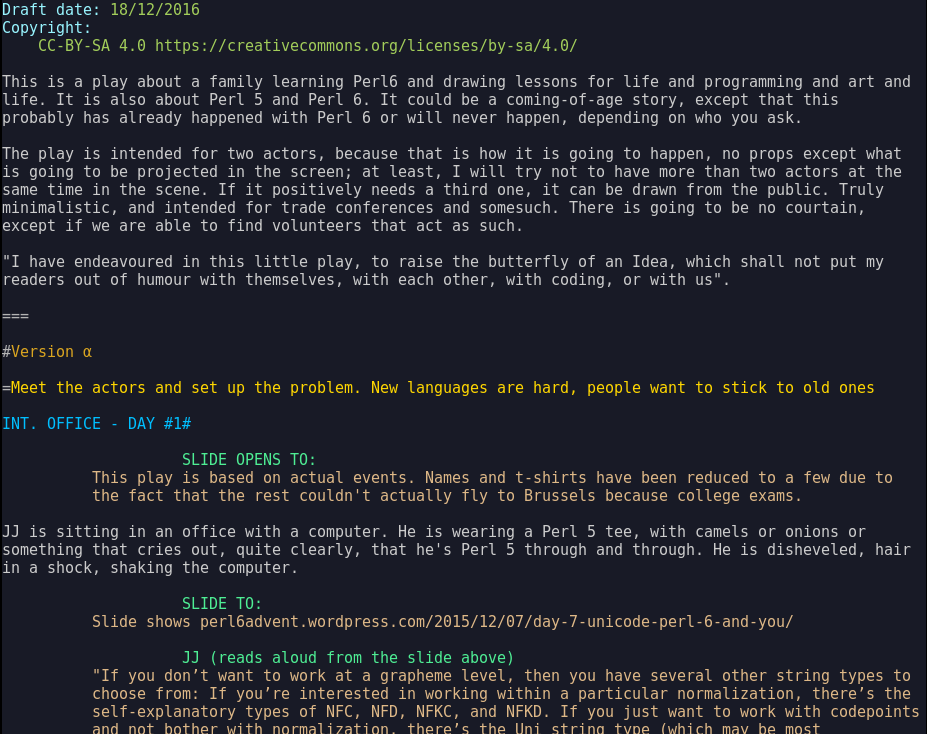 Draft date: 18/12/2016
Copyright:
CC-BY-SA 4.0 https://creativecommons.org/licenses/by-sa/4.0/
This is a play about a family learning Perl6 and drawing lessons for life and programming and art and
life. It is also about Perl 5 and Perl 6. It could be a coming-of-age story, except that this
probably has already happened with Perl 6 or will never happen, depending on who you ask.
The play is intended for two actors, because that is how it is going to happen, no props except what
is going to be projected in the screen; at least, I will try not to have more than two actors at the
same time in the scene. If it positively needs a third one, it can be drawn from the public. Truly
minimalistic, and intended for trade conferences and somesuch. There is going to be no courtain,
except if we are able to find volunteers that act as such.
"I have endeavoured in this little play, to raise the butterfly of an Idea, which shall not put my
readers out of humour with themselves, with each other, with coding, or with us".
===
#Version α
=Meet the actors and set up the problem. New languages are hard, people want to stick to old ones
INT. OFFICE - DAY #1#
SLIDE OPENS TO:
This play is based on actual events. Names and t-shirts have been reduced to a few due to
the fact that the rest couldn't actually fly to Brussels because college exams.
JJ is sitting in an office with a computer. He is wearing a Perl 5 tee, with camels or onions or
something that cries out, quite clearly, that he's Perl 5 through and through. He is disheveled, hair
in a shock, shaking the computer.
SLIDE TO:
Slide shows perl6advent.wordpress.com/2015/12/07/day-7-unicode-perl-6-and-you/
JJ (reads aloud from the slide above)
"If you don’t want to work at a grapheme level, then you have several other string types to
choose from: If you’re interested in working within a particular normalization, there’s the
self-explanatory types of NFC, NFD, NFKC, and NFKD. If you just want to work with codepoints
and not bother with normalization, there’s the Uni string type (which may be most